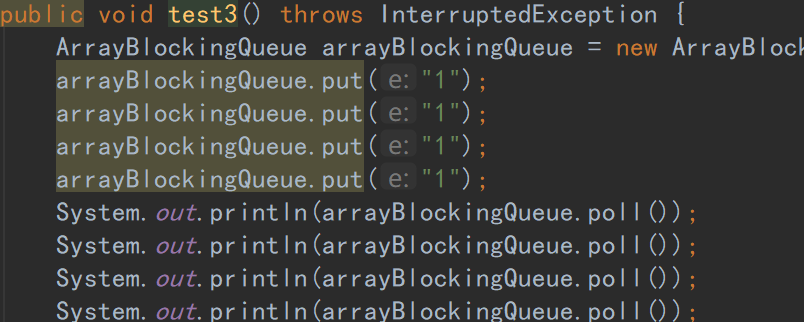 public void test3() throws InterruptedException {
ArrayBlockingQueue arrayBlockingQueue = new ArrayBlock
arrayBlockingQueue.put( e: "1");
arrayBlockingQueue.put( e: "1");
arrayBlockingQueue.put( e: "1");
arrayBlockingQueue.put( e: "1");
System.out.println(arrayBlockingQueue.poll());
System.out.println(arrayBlockingQueue.poll());
System.out.println(arrayBlockingQueue.poll());
System.out.println(arrayBlockingQueue.poll());